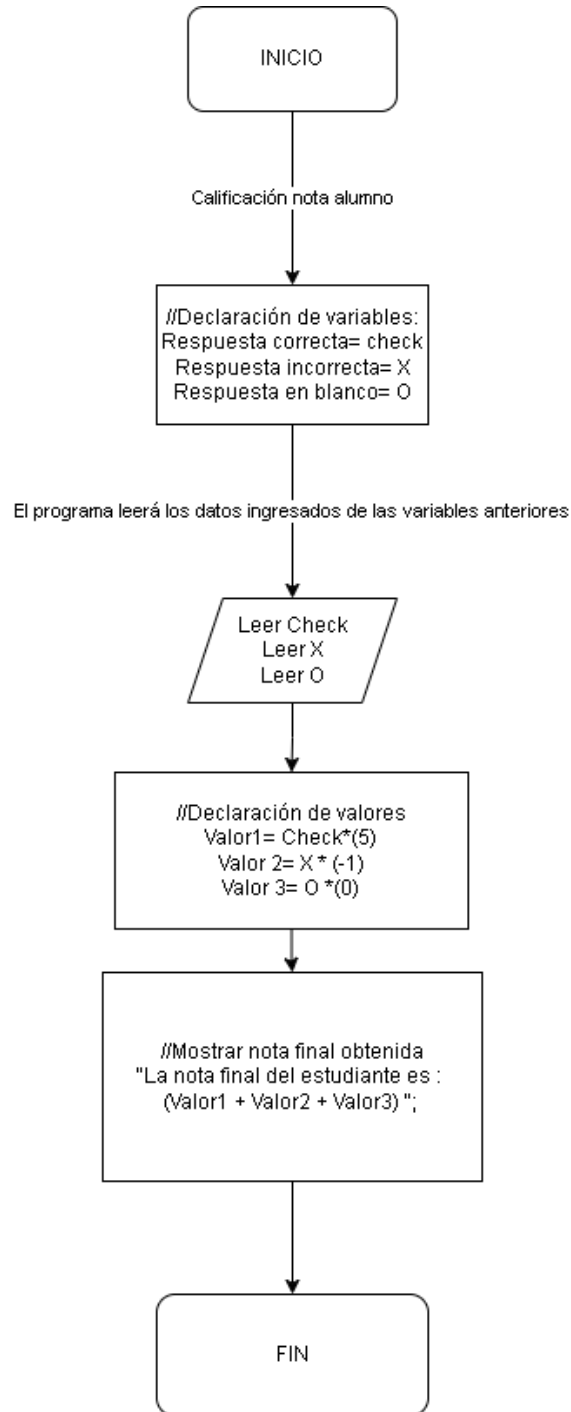 INICIO
Calificación nota alumno
//Declaración de variables:
Respuesta correcta= check
Respuesta incorrecta= X
Respuesta en blanco= O
El programa leerá los datos ingresados de las variables anteriores
Leer Check
Leer X
Leer O
//Declaración de valores
Valor1= Check*(5)
Valor 2= X * (-1)
Valor 3= O *(0)
//Mostrar nota final obtenida
"La nota final del estudiante es :
(Valor1 + Valor2 + Valor3) ";
FIN